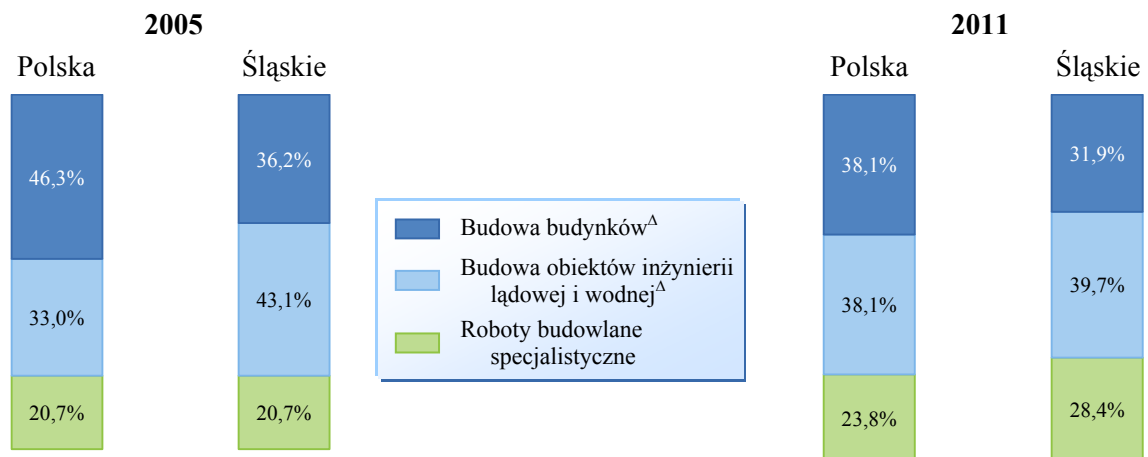 2005
2011
Polska
Śląskie
Polska
Śląskie
46,3%
33,0%
20,7%
36,2%
43,1%
20,7%
Budowa budynków^Δ
Budowa obiektów inżynierii
lądowej i wodnej^Δ
Roboty budowlane
specjalistyczne
38,1%
38,1%
23,8%
31,9%
39,7%
28,4%